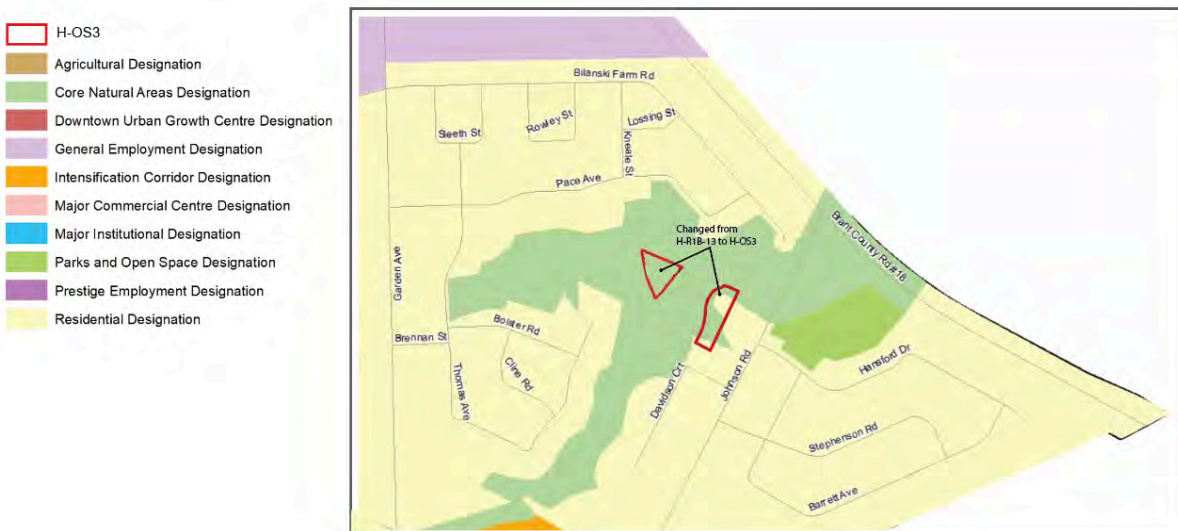 H-OS3
Agricultural Designation
Core Natural Areas Designation
Downtown Urban Growth Centre Designation
General Employment Designation
Intensification Corridor Designation
Major Commercial Centre Designation
Major Institutional Designation
Parks and Open Space Designation
Prestige Employment Designation
Residential Designation
Bilanski Farm Rd
Sleeth St
Rowley St
Lossing St
Kneale St
Pace Ave
Garden Ave
Changed from
H-R1B-13 to H-OS3
Brant County Rd #18
Brennan St
Bolster Rd
Cline Rd
Thomas Ave
Davidson Crt
Johnson Rd
Hansford Dr
Stephenson Rd
Barrett Ave